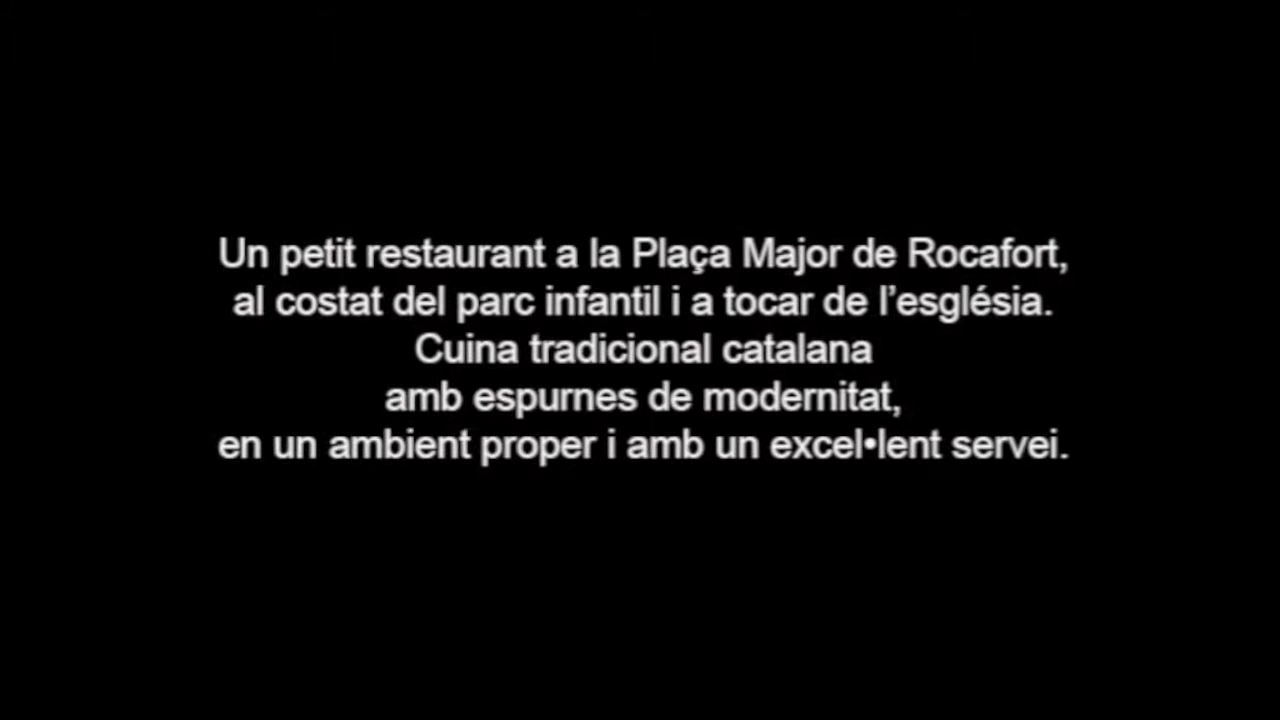 Un petit restaurant a la Plaça Major de Rocafort,
al costat del parc infantil i a tocar de l’església.
Cuina tradicional catalana
amb espurnes de modernitat,
en un ambient proper i amb un excel•lent servei.